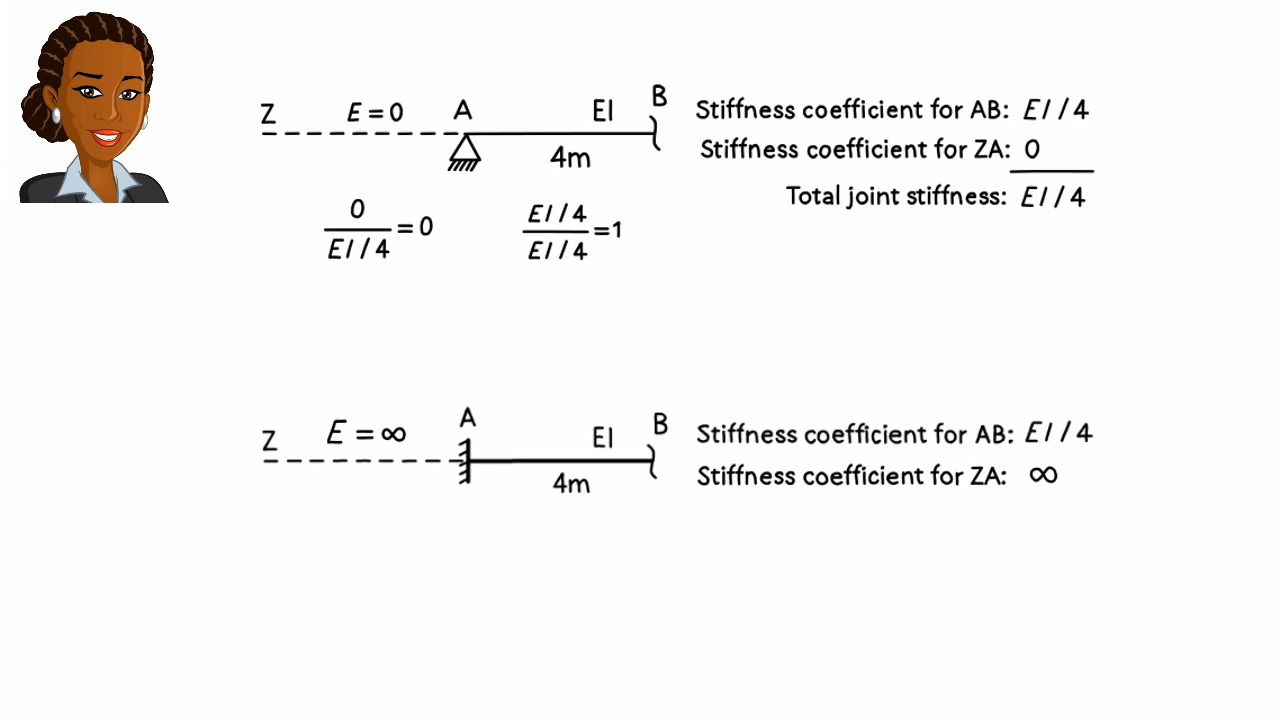 Z E = 0 A EI B
4m
Stiffness coefficient for AB: EI/4
Stiffness coefficient for ZA: 0
Total joint stiffness: EI/4
0 / EI/4 = 0
EI/4 / EI/4 = 1
Z E = ∞ A EI B
4m
Stiffness coefficient for AB: EI/4
Stiffness coefficient for ZA: ∞